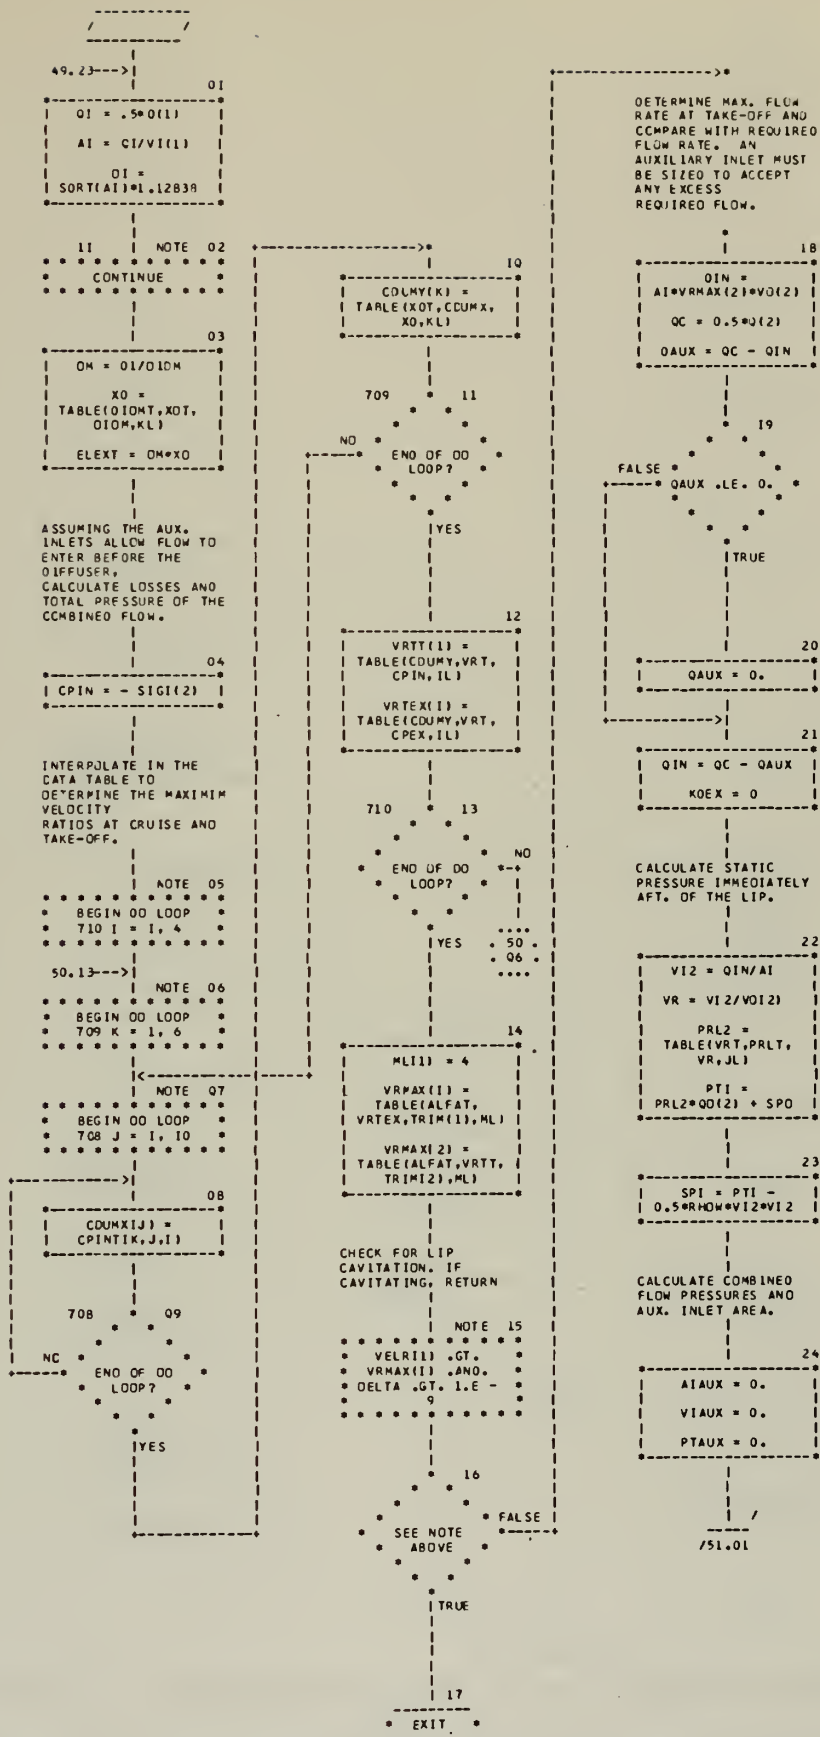 49.23--->
01
QI = .5*Q(1)
AI = CI/VI(1)
OI =
SQRT(AI)*1.12838
11 NOTE 02
CONTINUE
03
OM = O1/O1DM
XO =
TABLE(OIOMT,XOT,
OIOM,KL)
ELEXT = OM*XO
ASSUMING THE AUX.
INLETS ALLOW FLOW TO
ENTER BEFORE THE
DIFFUSER,
CALCULATE LOSSES AND
TOTAL PRESSURE OF THE
COMBINED FLOW.
04
CPIN = - SIGI(2)
INTERPOLATE IN THE
DATA TABLE TO
DETERMINE THE MAXIMIM
VELOCITY
RATIOS AT CRUISE AND
TAKE-OFF.
NOTE 05
BEGIN DO LOOP
710 I = I, 4
50.13--->
NOTE 06
BEGIN DO LOOP
709 K = 1, 6
NOTE 07
BEGIN DO LOOP
708 J = I, IO
08
CDUMX(J) =
CPINT(K,J,I)
708 09
NO
END OF DO
LOOP?
YES
10
CDUMY(K) =
TABLE(XOT,CDUMX,
XO,KL)
709 11
NO
END OF DO
LOOP?
YES
12
VRTT(1) =
TABLE(CDUMY,VRT,
CPIN,IL)
VRTEX(I) =
TABLE(CDUMY,VRT,
CPEX,IL)
710 13
NO
END OF DO
LOOP?
YES
50
06
14
ML(1) = 4
VRMAX(I) =
TABLE(ALFAT,
VRTEX,TRIM(1),ML)
VRMAX(2) =
TABLE(ALFAT,VRTT,
TRIM(2),ML)
CHECK FOR LIP
CAVITATION. IF
CAVITATING, RETURN
NOTE 15
VELR(1) .GT.
VRMAX(I) .AND.
DELTA .GT. 1.E -
9
16
FALSE
SEE NOTE
ABOVE
TRUE
17
EXIT
DETERMINE MAX. FLOW
RATE AT TAKE-OFF AND
COMPARE WITH REQUIRED
FLOW RATE. AN
AUXILIARY INLET MUST
BE SIZED TO ACCEPT
ANY EXCESS
REQUIRED FLOW.
18
QIN =
AI*VRMAX(2)*VO(2)
QC = 0.5*Q(2)
QAUX = QC - QIN
19
FALSE
QAUX .LE. 0.
TRUE
20
QAUX = 0.
21
QIN = QC - QAUX
KOEX = 0
CALCULATE STATIC
PRESSURE IMMEDIATELY
AFT. OF THE LIP.
22
VI2 = QIN/AI
VR = VI2/VO(2)
PRL2 =
TABLE(VRT,PRLT,
VR,JL)
PTI =
PRL2*QO(2) + SPO
23
SPI = PTI -
0.5*RHOW*VI2*VI2
CALCULATE COMBINED
FLOW PRESSURES AND
AUX. INLET AREA.
24
AIAUX = 0.
VIAUX = 0.
PTAUX = 0.
/51.01